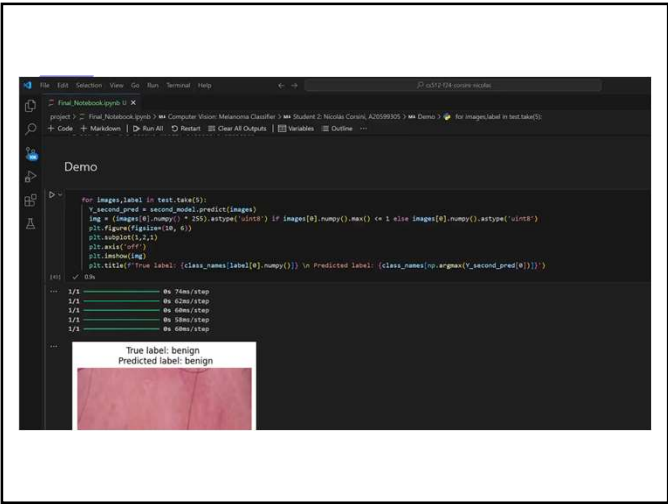 File Edit Selection View Go Run Terminal Help
cs512-f24-corsini-nicolas
Final_Notebook.ipynb U
project > Final_Notebook.ipynb > Computer Vision: Melanoma Classifier > Student 2: Nicolás Corsini, A20599305 > Demo > for images,label in test.take(5):
+ Code + Markdown | Run All Restart Clear All Outputs | Variables Outline ...
Demo
for images,label in test.take(5):
Y_second_pred = second_model.predict(images)
img = (images[0].numpy() * 255).astype('uint8') if images[0].numpy().max() <= 1 else images[0].numpy().astype('uint8')
plt.figure(figsize=(10, 6))
plt.subplot(1,2,1)
plt.axis('off')
plt.imshow(img)
plt.title(f'True label: {class_names[label[0].numpy()]} \n Predicted label: {class_names[np.argmax(Y_second_pred[0])]}')
0.9s
... 1/1 0s 74ms/step
1/1 0s 62ms/step
1/1 0s 60ms/step
1/1 0s 58ms/step
1/1 0s 60ms/step
...
True label: benign
Predicted label: benign